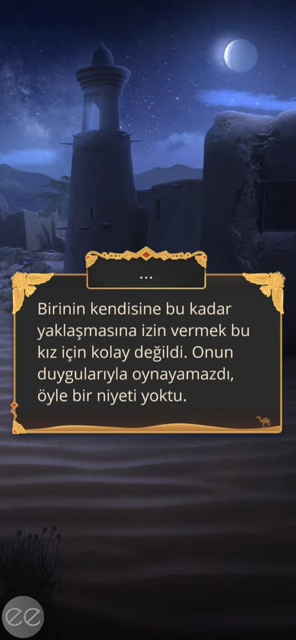 ...
Birinin kendisine bu kadar
yaklaşmasına izin vermek bu
kız için kolay değildi. Onun
duygularıyla oynayamazdı,
öyle bir niyeti yoktu.
ee